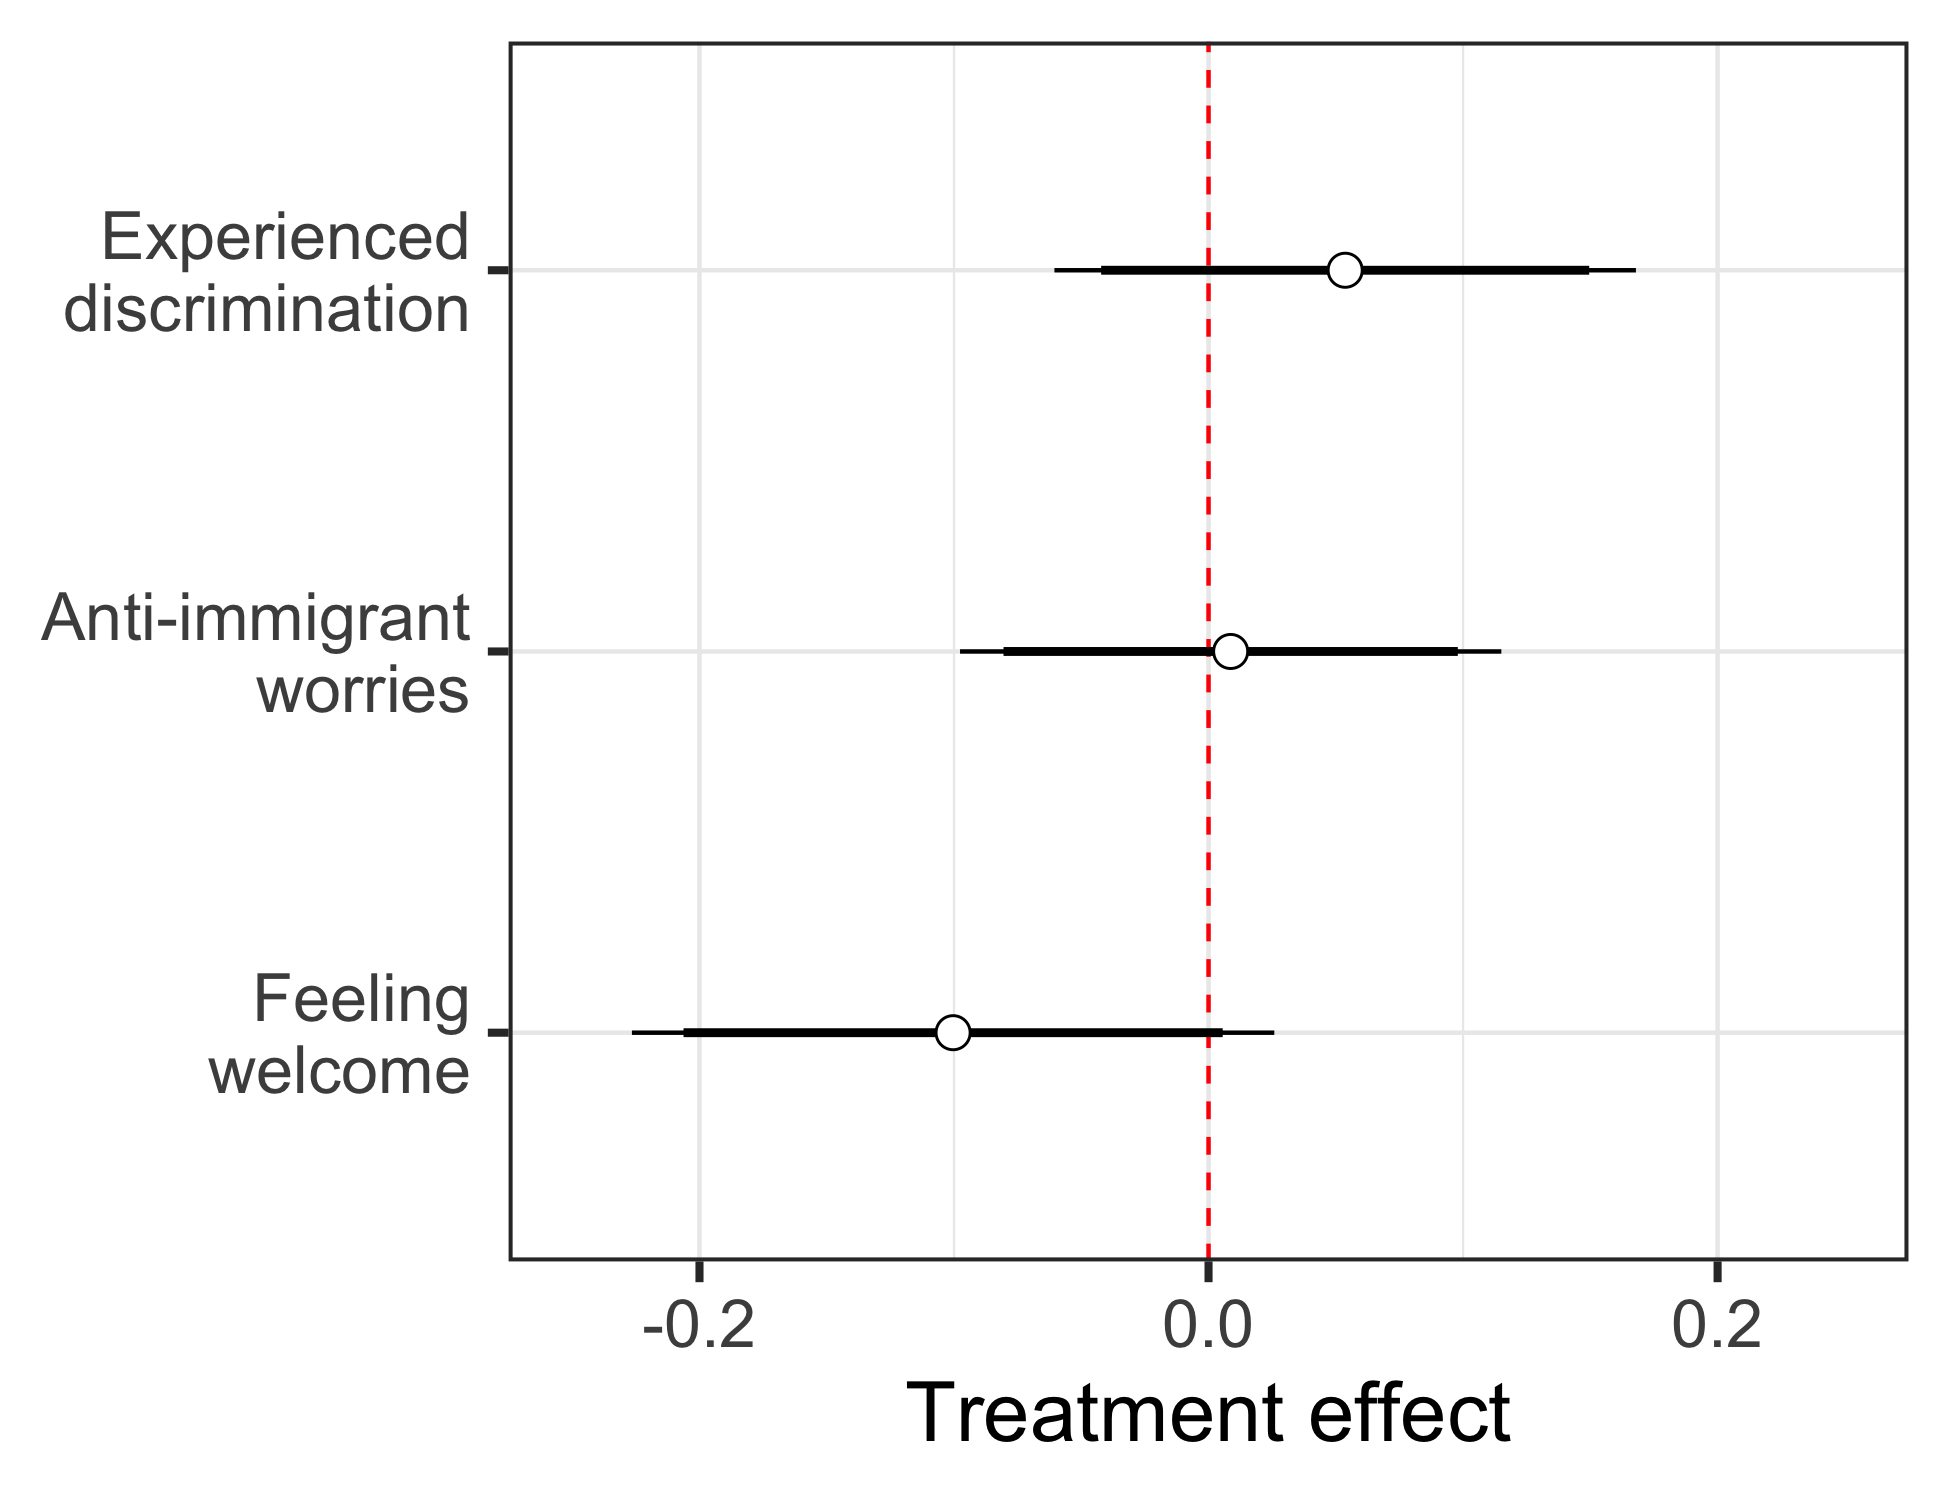 Experienced
discrimination
Anti-immigrant
worries
Feeling
welcome
-0.2
0.0
0.2
Treatment effect